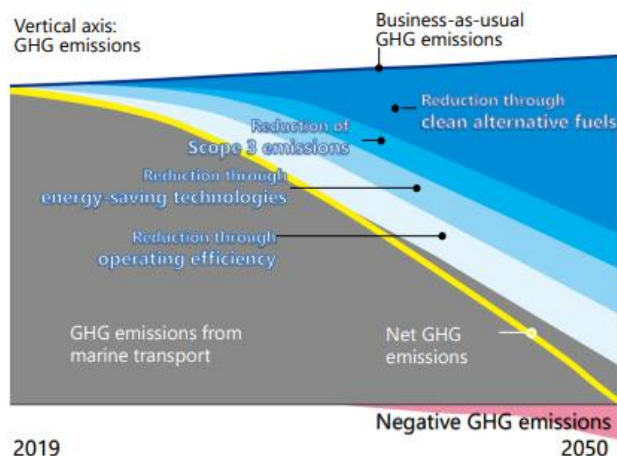 Vertical axis:
GHG emissions
Business-as-usual
GHG emissions
Reduction through
clean alternative fuels
Reduction of
Scope 3 emissions
Reduction through
energy-saving technologies
Reduction through
operating efficiency
GHG emissions from
marine transport
Net GHG
emissions
Negative GHG emissions
2019
2050